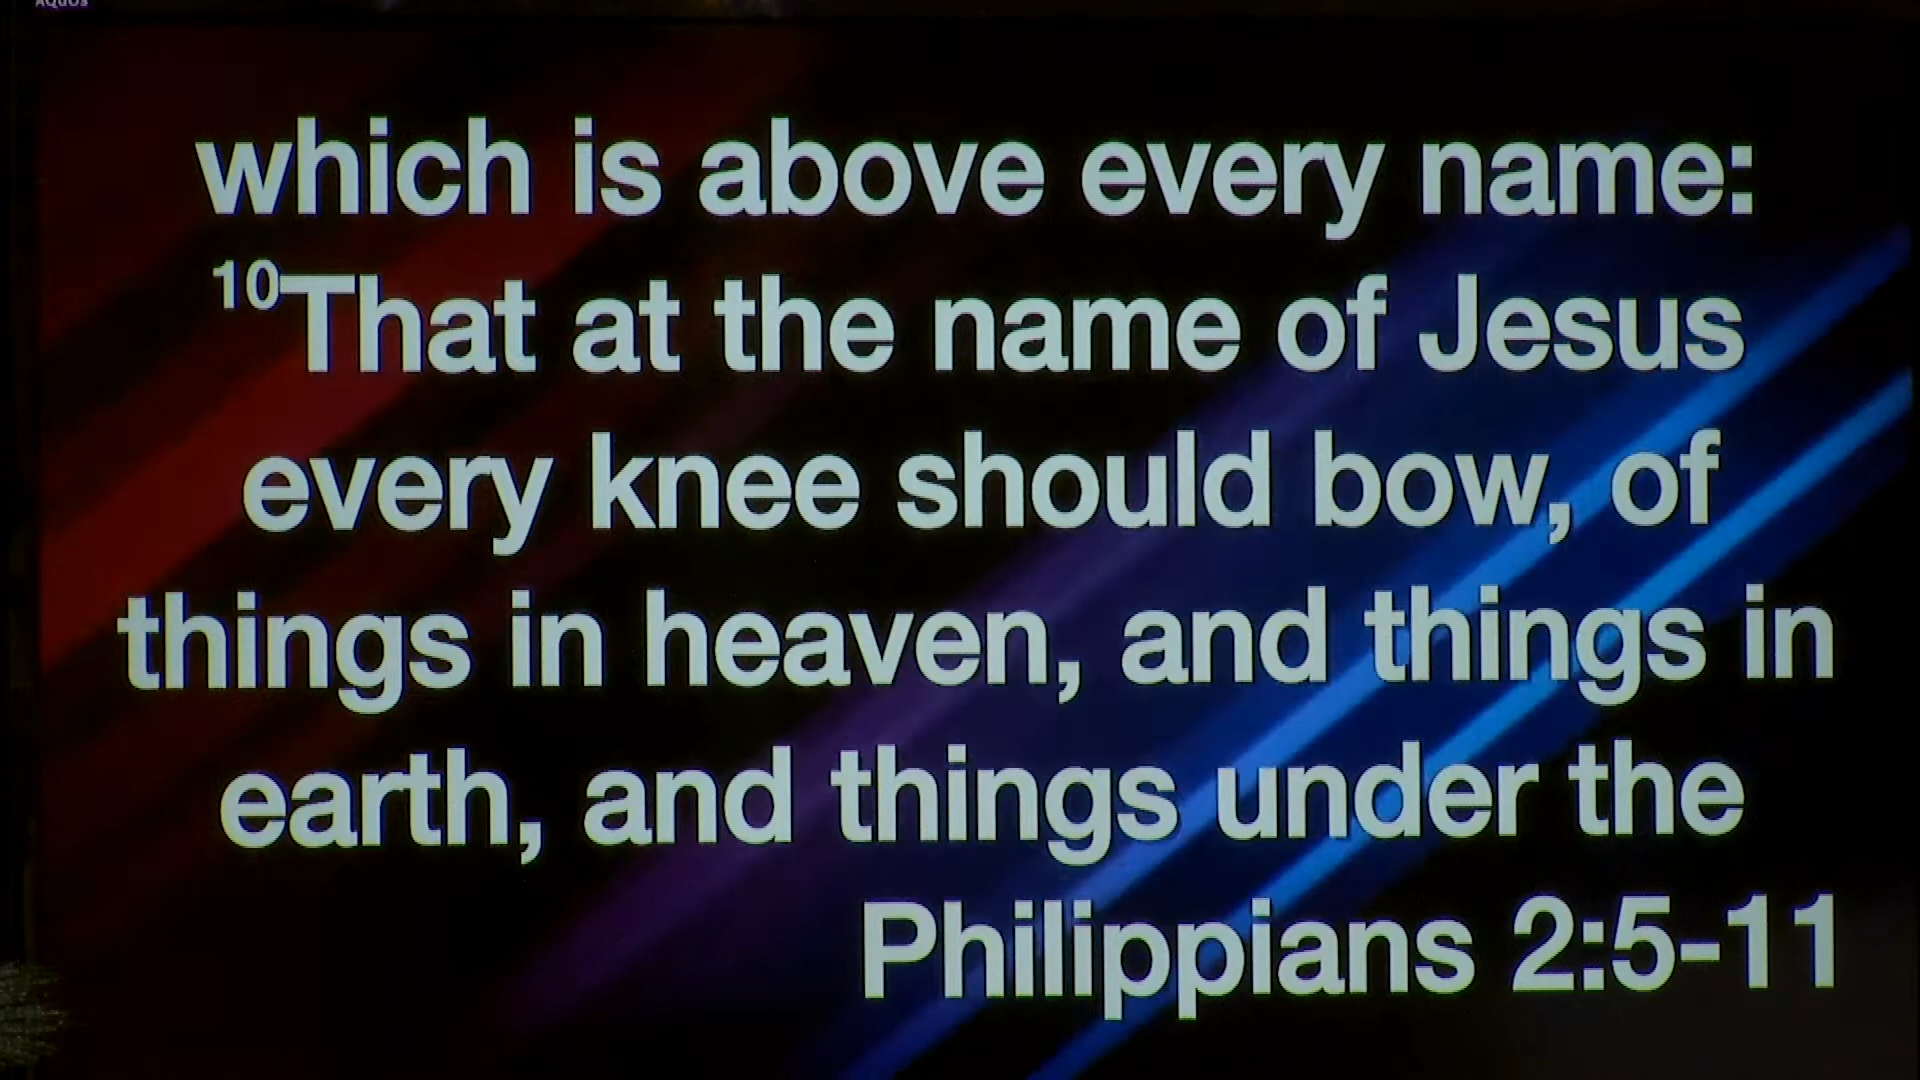 AQUOS
which is above every name:
10That at the name of Jesus
every knee should bow, of
things in heaven, and things in
earth, and things under the
Philippians 2:5-11